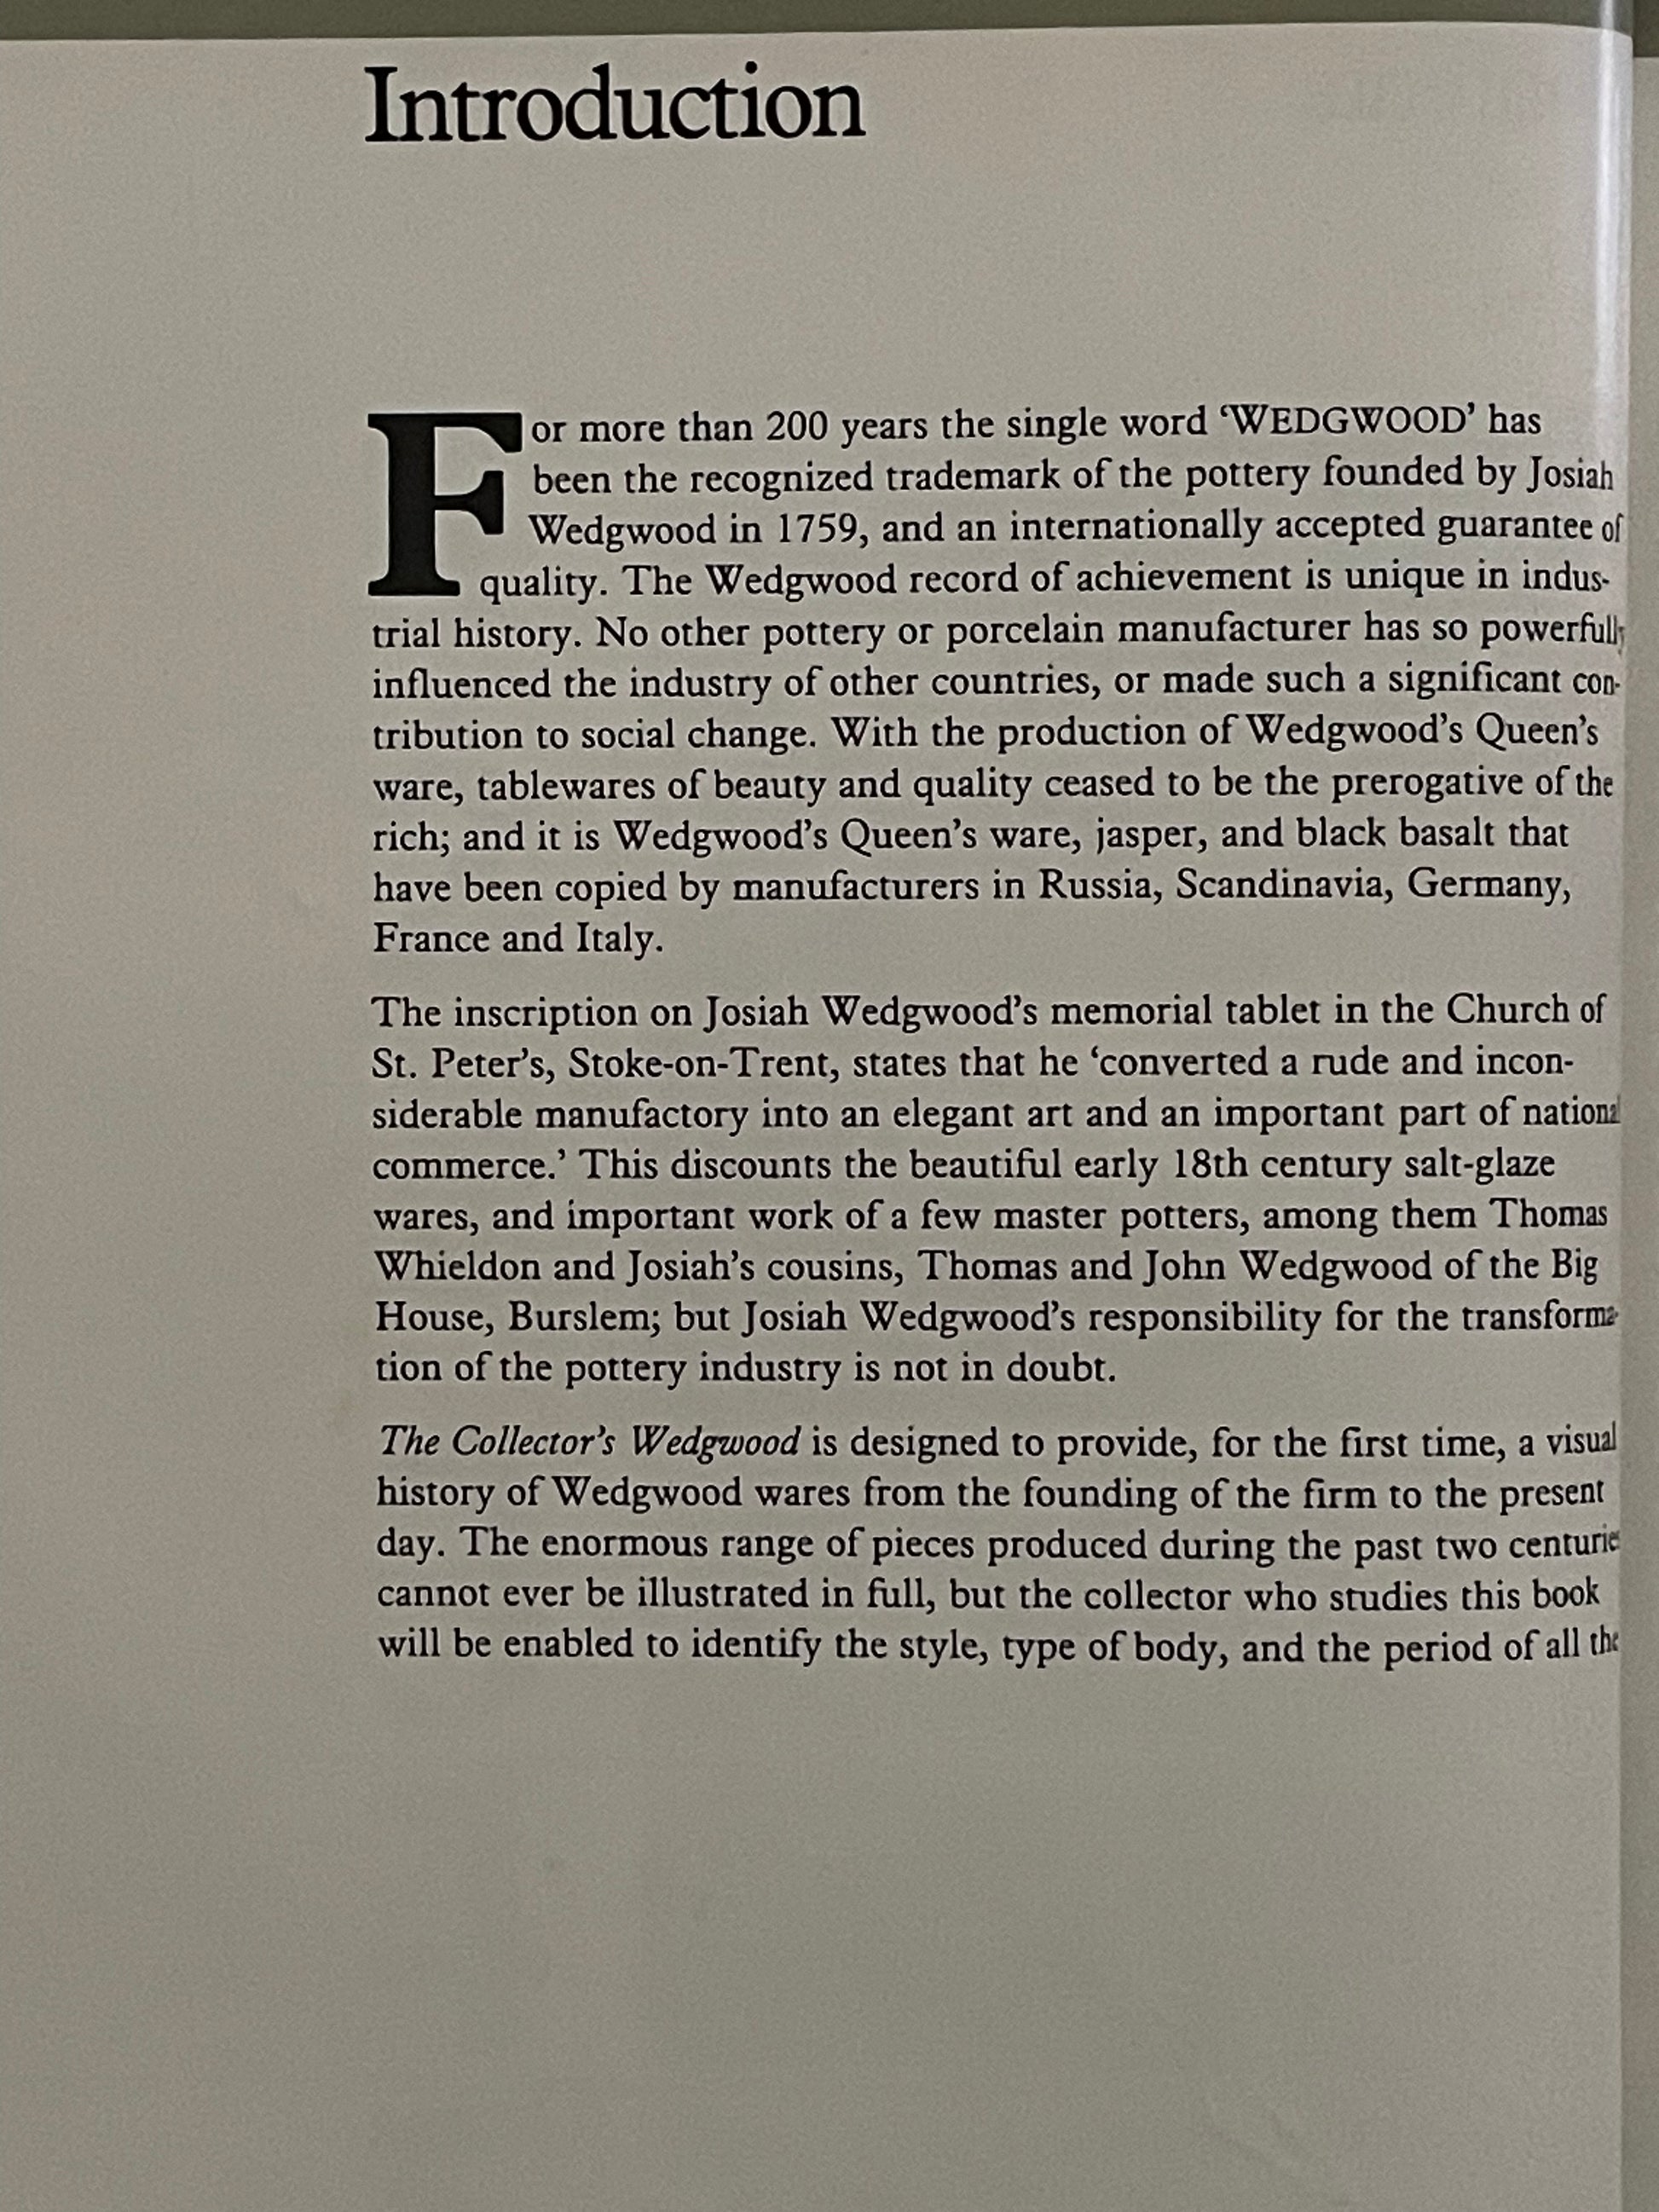 Introduction
For more than 200 years the single word ‘WEDGWOOD’ has
been the recognized trademark of the pottery founded by Josiah
Wedgwood in 1759, and an internationally accepted guarantee of
quality. The Wedgwood record of achievement is unique in indus-
trial history. No other pottery or porcelain manufacturer has so powerfully
influenced the industry of other countries, or made such a significant con-
tribution to social change. With the production of Wedgwood’s Queen’s
ware, tablewares of beauty and quality ceased to be the prerogative of the
rich; and it is Wedgwood’s Queen’s ware, jasper, and black basalt that
have been copied by manufacturers in Russia, Scandinavia, Germany,
France and Italy.
The inscription on Josiah Wedgwood’s memorial tablet in the Church of
St. Peter’s, Stoke-on-Trent, states that he ‘converted a rude and incon-
siderable manufactory into an elegant art and an important part of national
commerce.’ This discounts the beautiful early 18th century salt-glaze
wares, and important work of a few master potters, among them Thomas
Whieldon and Josiah’s cousins, Thomas and John Wedgwood of the Big
House, Burslem; but Josiah Wedgwood’s responsibility for the transforma-
tion of the pottery industry is not in doubt.
The Collector’s Wedgwood is designed to provide, for the first time, a visual
history of Wedgwood wares from the founding of the firm to the present
day. The enormous range of pieces produced during the past two centurie
cannot ever be illustrated in full, but the collector who studies this book
will be enabled to identify the style, type of body, and the period of all the